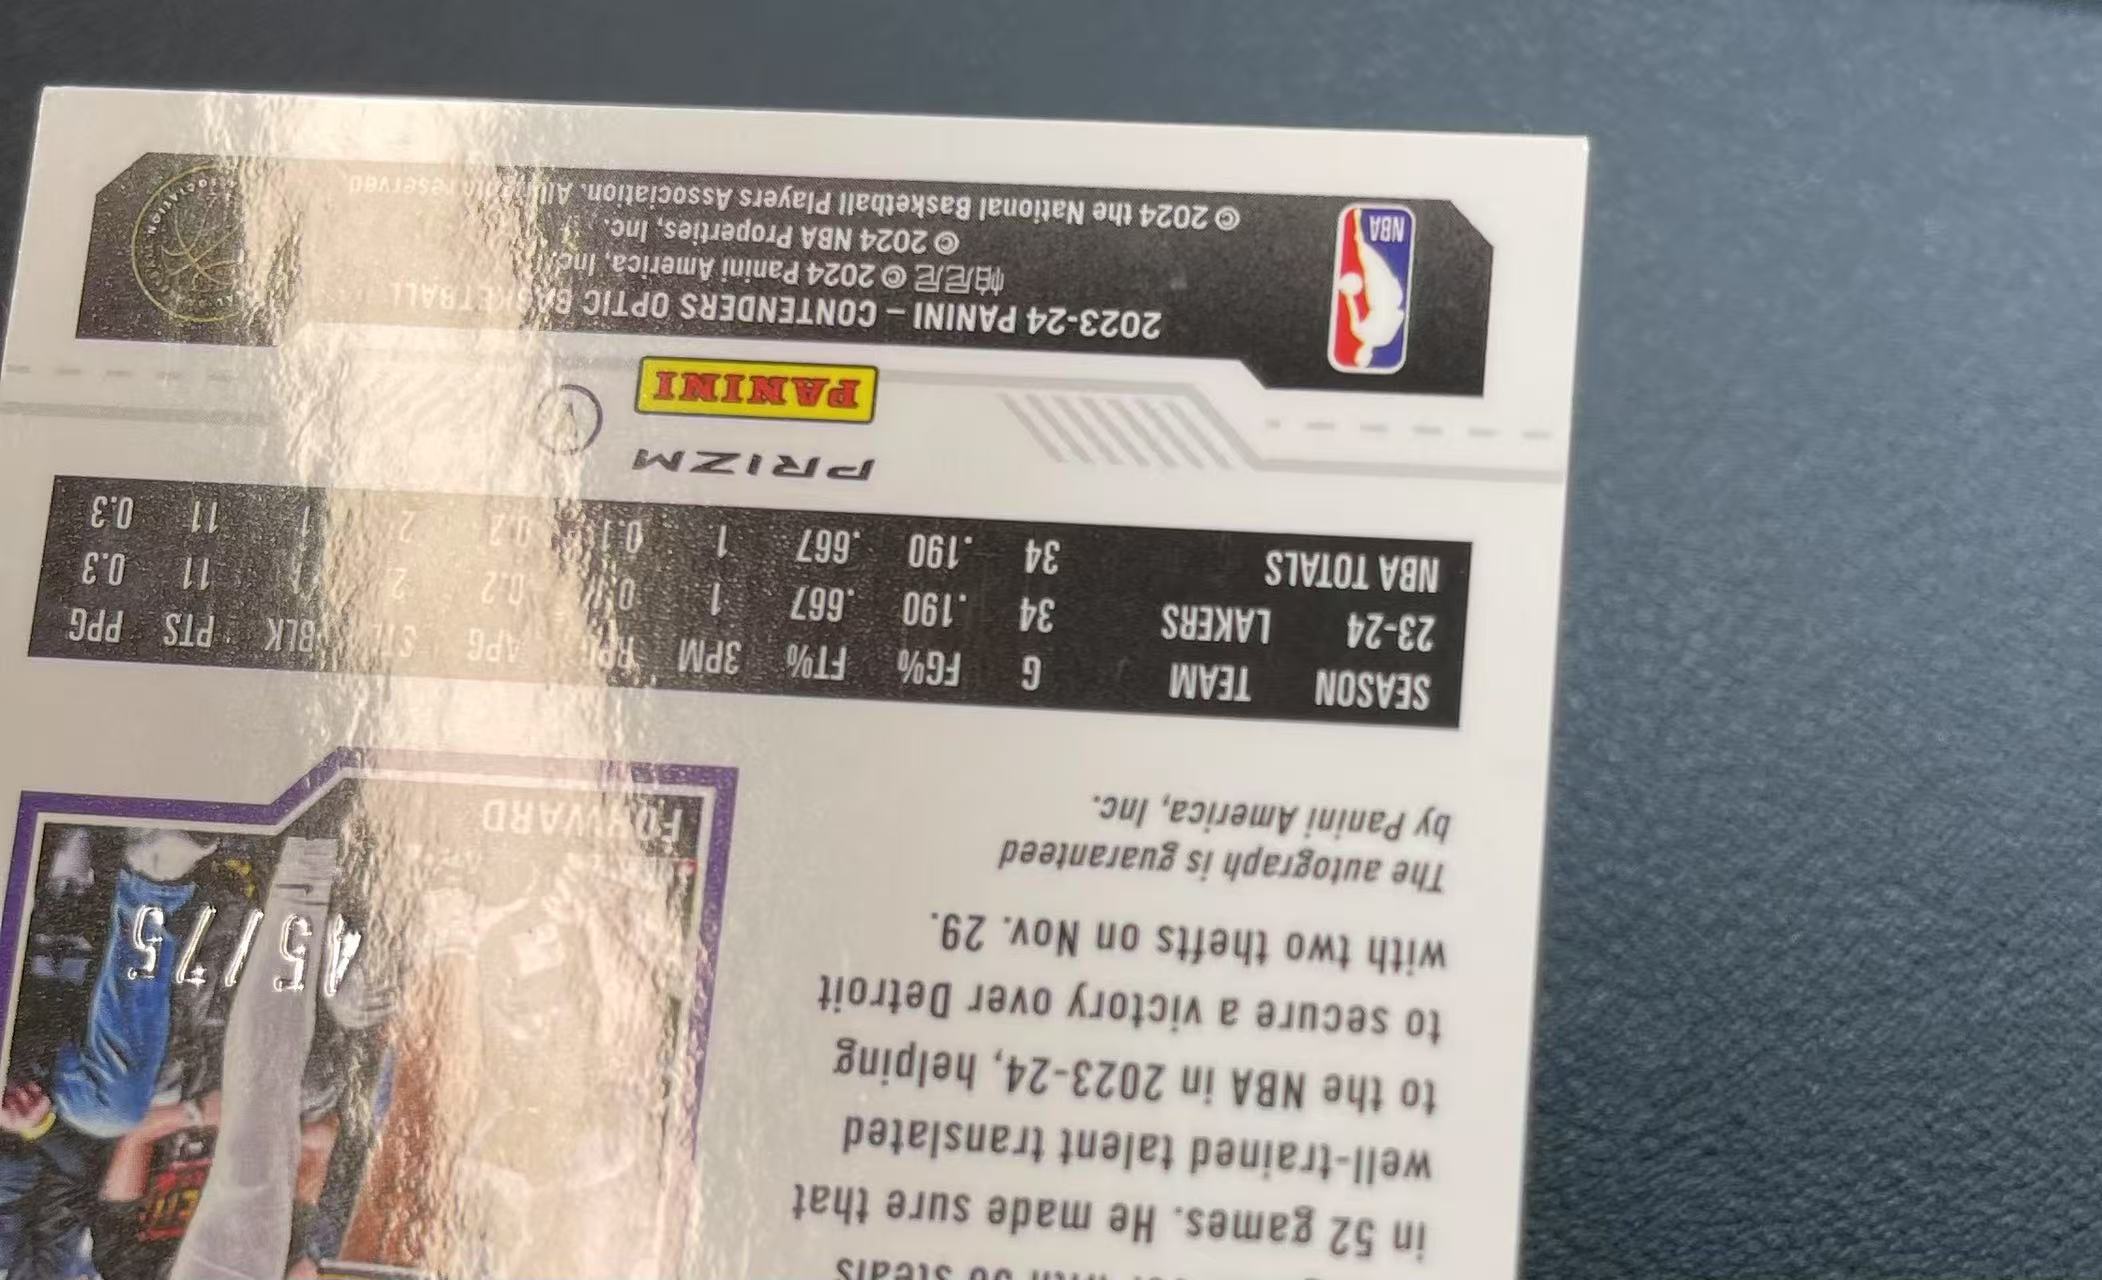 in 52 games. He made sure that
well-trained talent translated
to the NBA in 2023-24, helping
to secure a victory over Detroit
with two thefts on Nov. 29.
The autograph is guaranteed
by Panini America, Inc.
45/75
FORWARD
SEASON TEAM G FG% FT% 3PM RPG APG STL BLK PTS PPG
23-24 LAKERS 34 .190 .667 1 0.1 0.2 2 1 11 0.3
NBA TOTALS 34 .190 .667 1 0.1 0.2 2 1 11 0.3
PRIZM
PANINI
V
2023-24 PANINI – CONTENDERS OPTIC BASKETBALL
帕尼尼 © 2024 Panini America, Inc.
© 2024 NBA Properties, Inc.
© 2024 the National Basketball Players Association. All rights reserved.
NBA